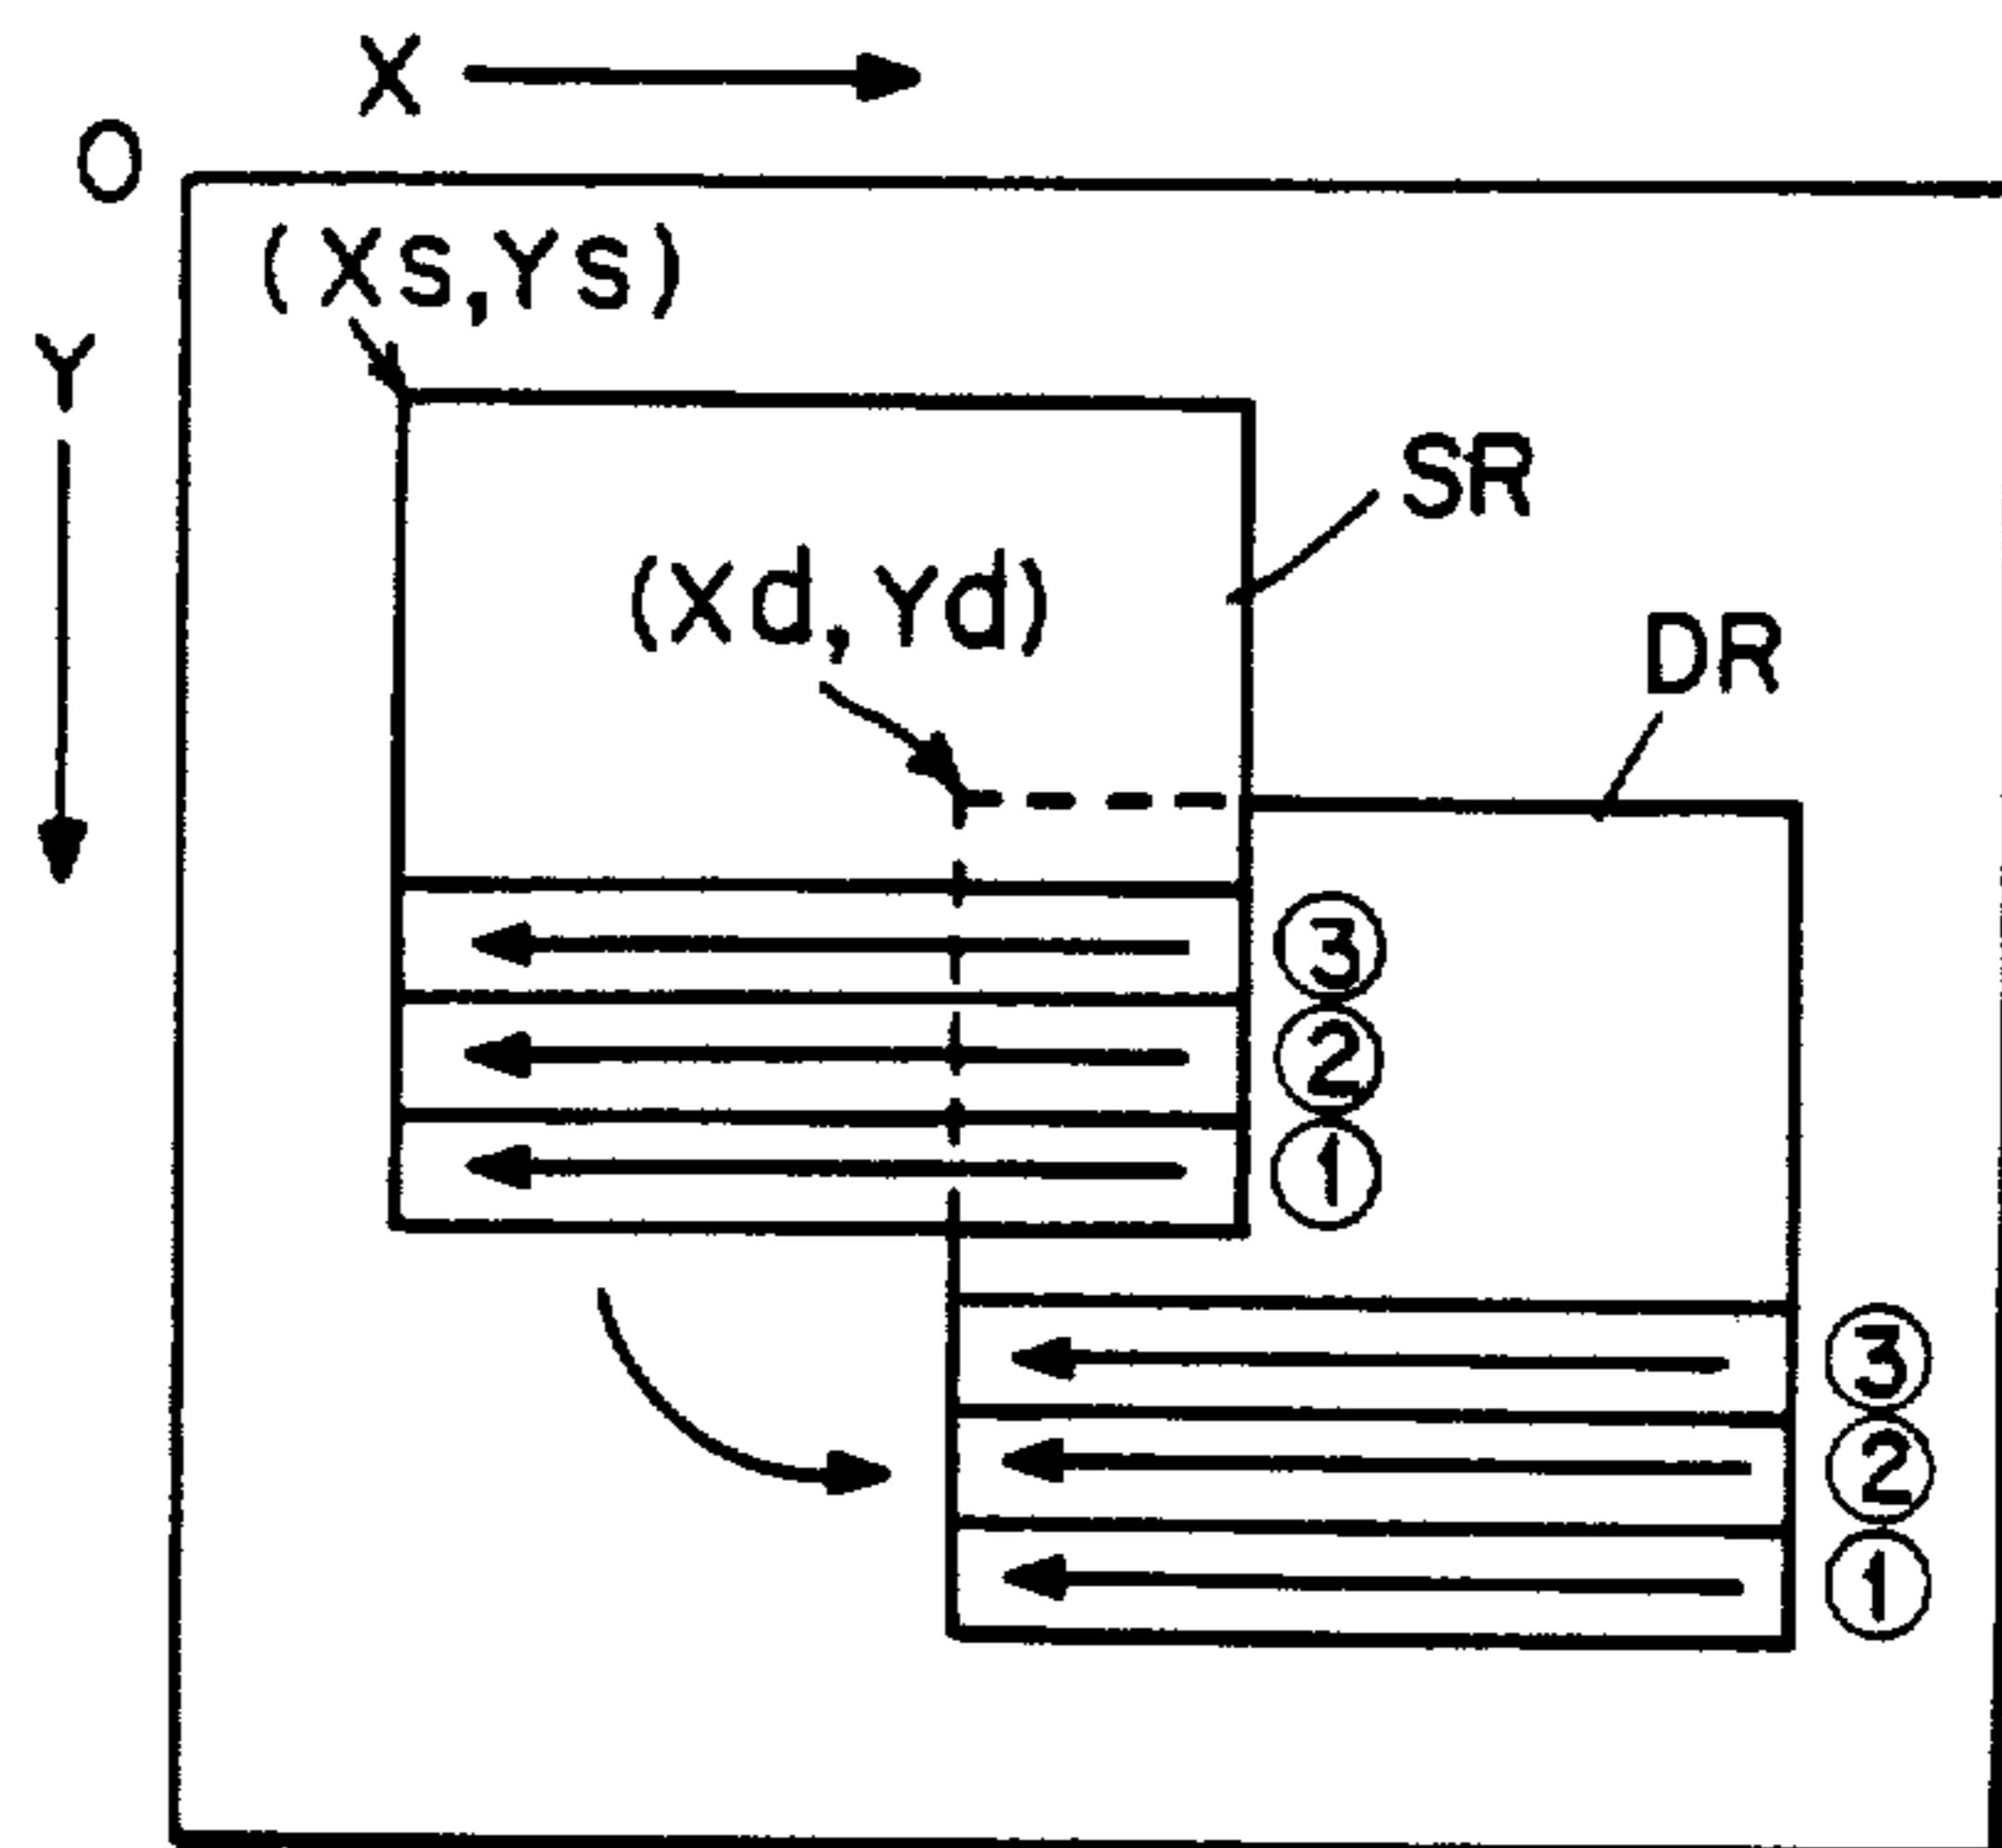 X
O
(Xs,Ys)
Y
SR
(Xd,Yd)
DR
③
②
①
③
②
①